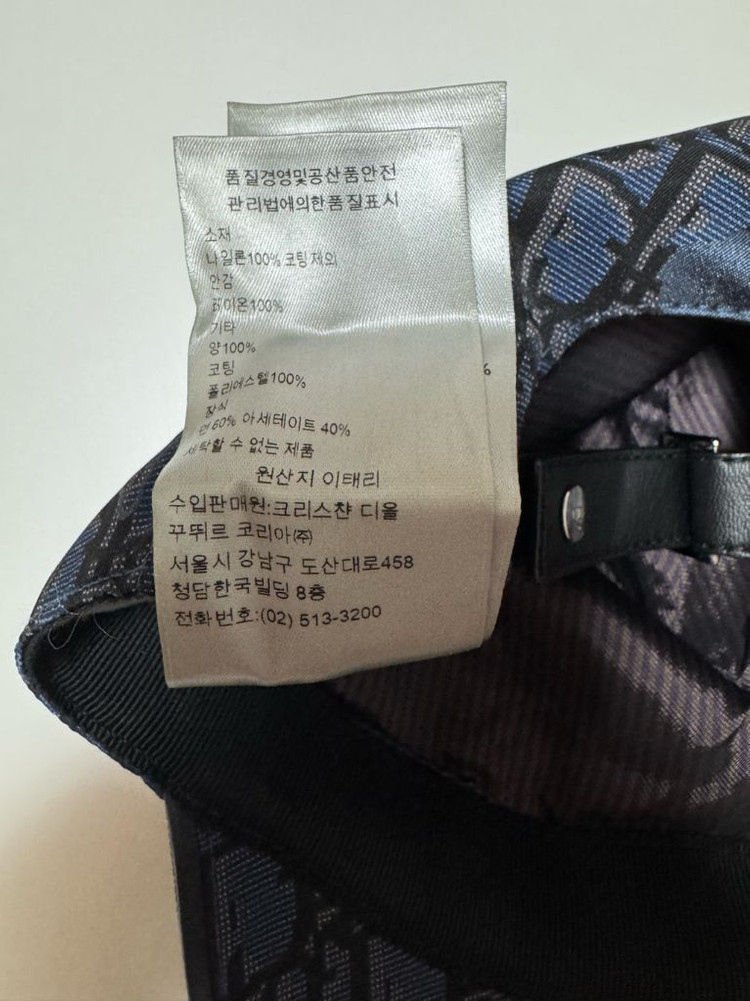 품질경영및공산품안전
관리법에의한품질표시
소재
나일론100% 코팅제외
안감
레이온100%
기타
양100%
코팅
폴리에스텔100%
장식
면 60% 아세테이트 40%
세탁할 수 없는 제품
원산지 이태리
수입판매원:크리스챤 디올
꾸뛰르 코리아㈜
서울시 강남구 도산대로458
청담한국빌딩 8층
전화번호:(02) 513-3200
%